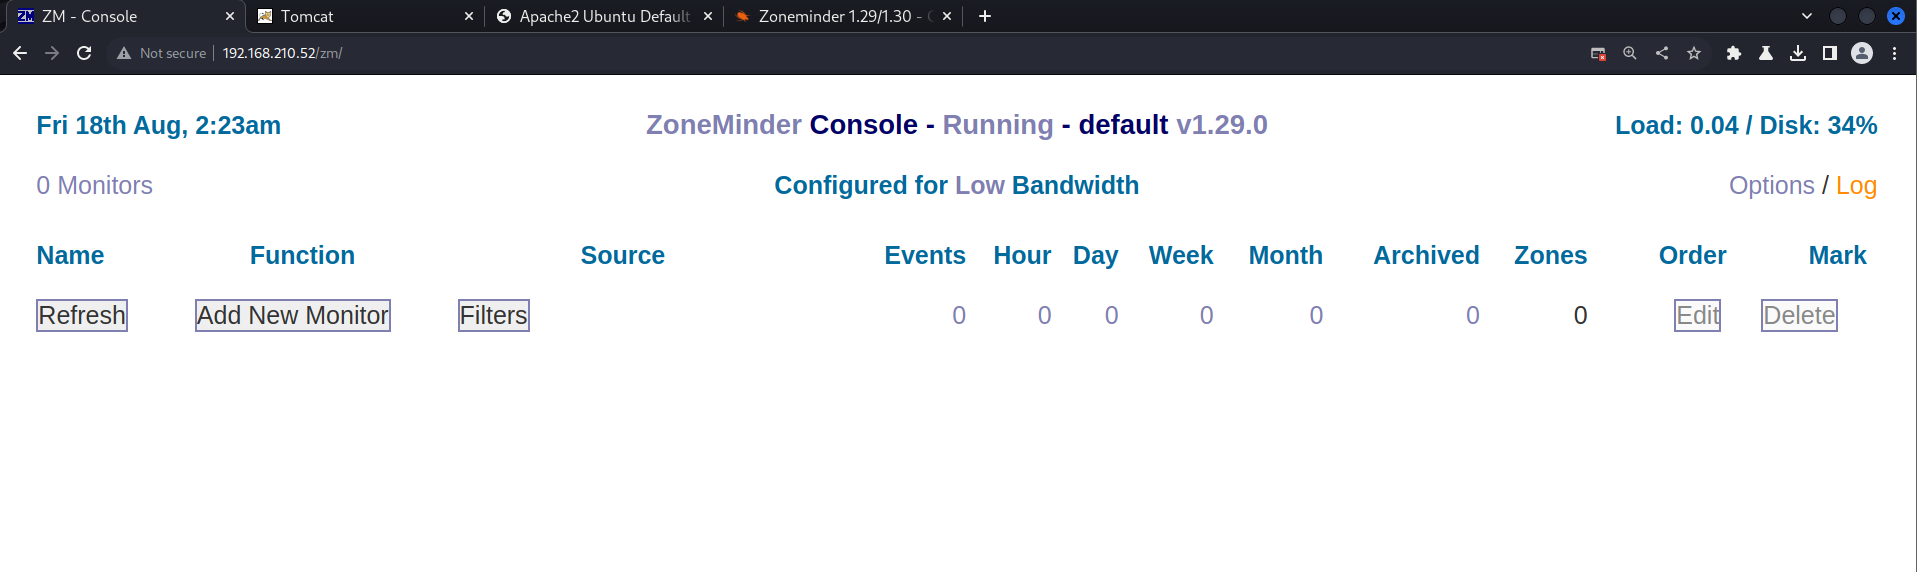 ZM - Console Tomcat Apache2 Ubuntu Default Zoneminder 1.29/1.30 -
Not secure 192.168.210.52/zm/
Fri 18th Aug, 2:23am ZoneMinder Console - Running - default v1.29.0 Load: 0.04 / Disk: 34%
0 Monitors Configured for Low Bandwidth Options / Log
Name Function Source Events Hour Day Week Month Archived Zones Order Mark
Refresh Add New Monitor Filters 0 0 0 0 0 0 0 Edit Delete